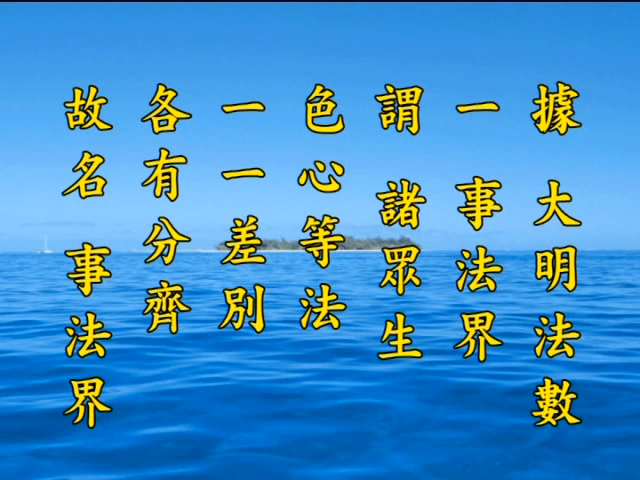 據 大明法數
一 事法界
謂 諸眾生
色心等法
一一差別
各有分齊
故名 事法界